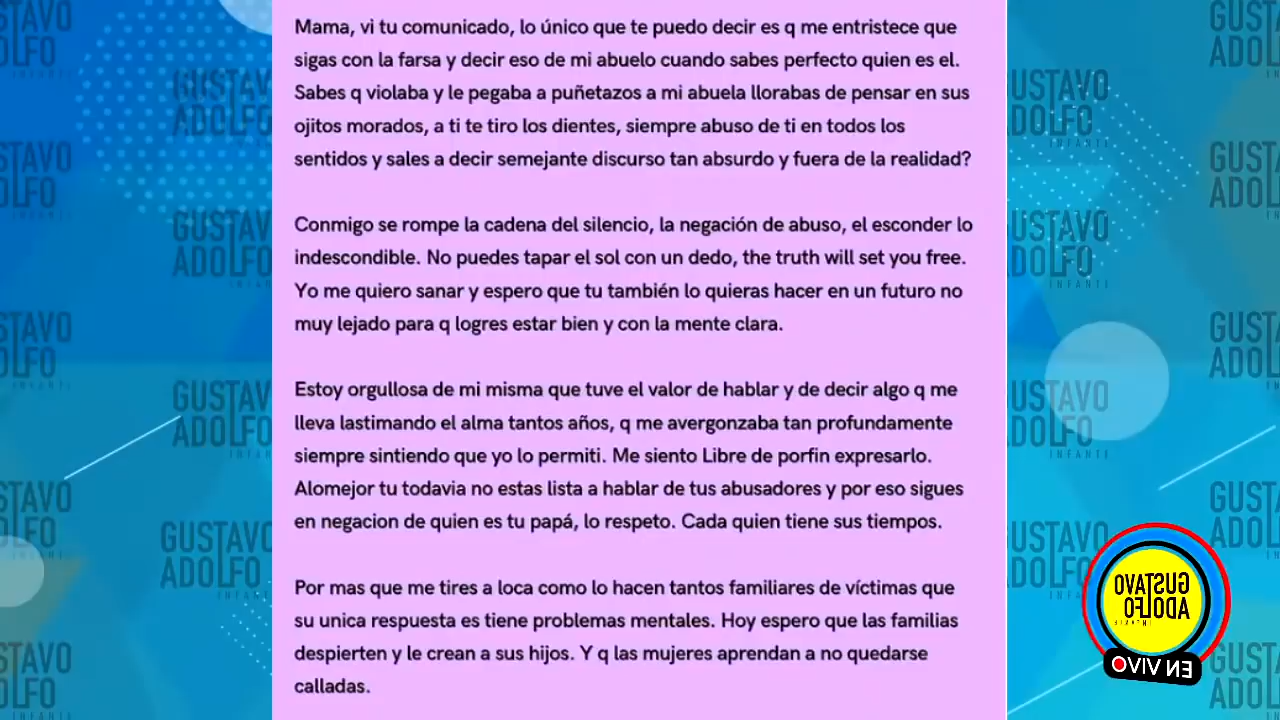 Mama, vi tu comunicado, lo único que te puedo decir es q me entristece que
sigas con la farsa y decir eso de mi abuelo cuando sabes perfecto quien es el.
Sabes q violaba y le pegaba a puñetazos a mi abuela llorabas de pensar en sus
ojitos morados, a ti te tiro los dientes, siempre abuso de ti en todos los
sentidos y sales a decir semejante discurso tan absurdo y fuera de la realidad?
Conmigo se rompe la cadena del silencio, la negación de abuso, el esconder lo
indescondible. No puedes tapar el sol con un dedo, the truth will set you free.
Yo me quiero sanar y espero que tu también lo quieras hacer en un futuro no
muy lejado para q logres estar bien y con la mente clara.
Estoy orgullosa de mi misma que tuve el valor de hablar y de decir algo q me
lleva lastimando el alma tantos años, q me avergonzaba tan profundamente
siempre sintiendo que yo lo permiti. Me siento Libre de porfin expresarlo.
Alomejor tu todavia no estas lista a hablar de tus abusadores y por eso sigues
en negacion de quien es tu papá, lo respeto. Cada quien tiene sus tiempos.
Por mas que me tires a loca como lo hacen tantos familiares de víctimas que
su unica respuesta es tiene problemas mentales. Hoy espero que las familias
despierten y le crean a sus hijos. Y q las mujeres aprendan a no quedarse
calladas.
GUSTAVO
ADOLFO
INFANTE
EN VIVO